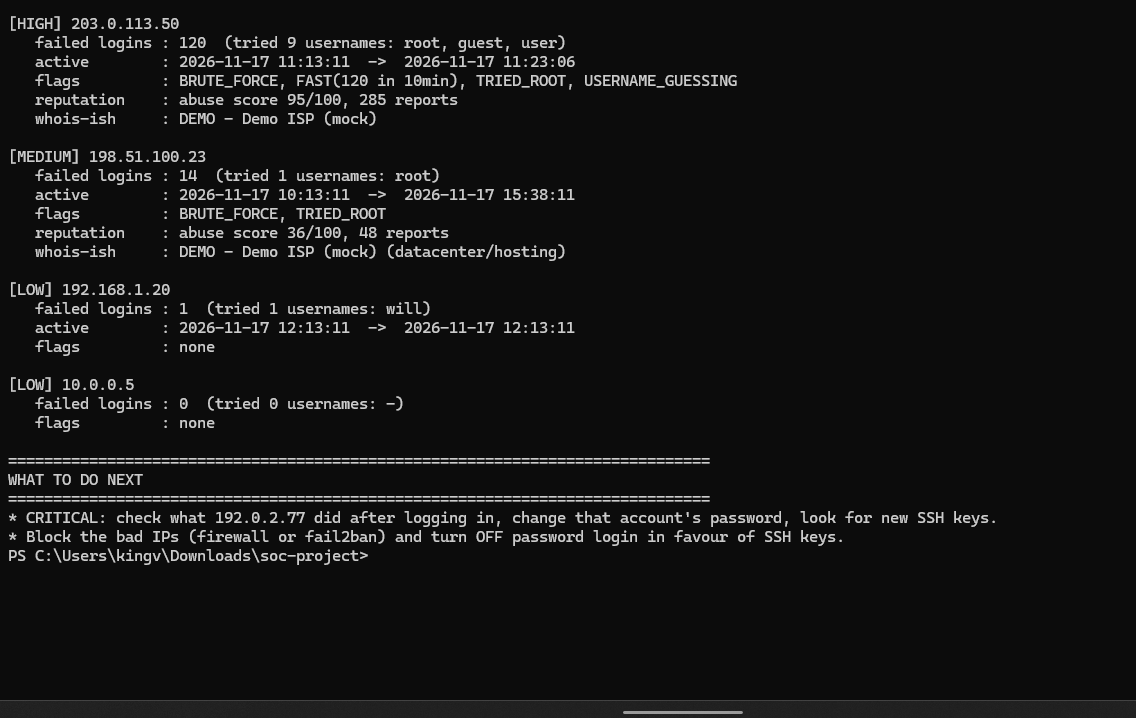 [HIGH] 203.0.113.50
failed logins : 120  (tried 9 usernames: root, guest, user)
active        : 2026-11-17 11:13:11  ->  2026-11-17 11:23:06
flags         : BRUTE_FORCE, FAST(120 in 10min), TRIED_ROOT, USERNAME_GUESSING
reputation    : abuse score 95/100, 285 reports
whois-ish     : DEMO - Demo ISP (mock)
[MEDIUM] 198.51.100.23
failed logins : 14  (tried 1 usernames: root)
active        : 2026-11-17 10:13:11  ->  2026-11-17 15:38:11
flags         : BRUTE_FORCE, TRIED_ROOT
reputation    : abuse score 36/100, 48 reports
whois-ish     : DEMO - Demo ISP (mock) (datacenter/hosting)
[LOW] 192.168.1.20
failed logins : 1  (tried 1 usernames: will)
active        : 2026-11-17 12:13:11  ->  2026-11-17 12:13:11
flags         : none
[LOW] 10.0.0.5
failed logins : 0  (tried 0 usernames: -)
flags         : none
==============================================================================
WHAT TO DO NEXT
==============================================================================
* CRITICAL: check what 192.0.2.77 did after logging in, change that account's password, look for new SSH keys.
* Block the bad IPs (firewall or fail2ban) and turn OFF password login in favour of SSH keys.
PS C:\Users\kingv\Downloads\soc-project>